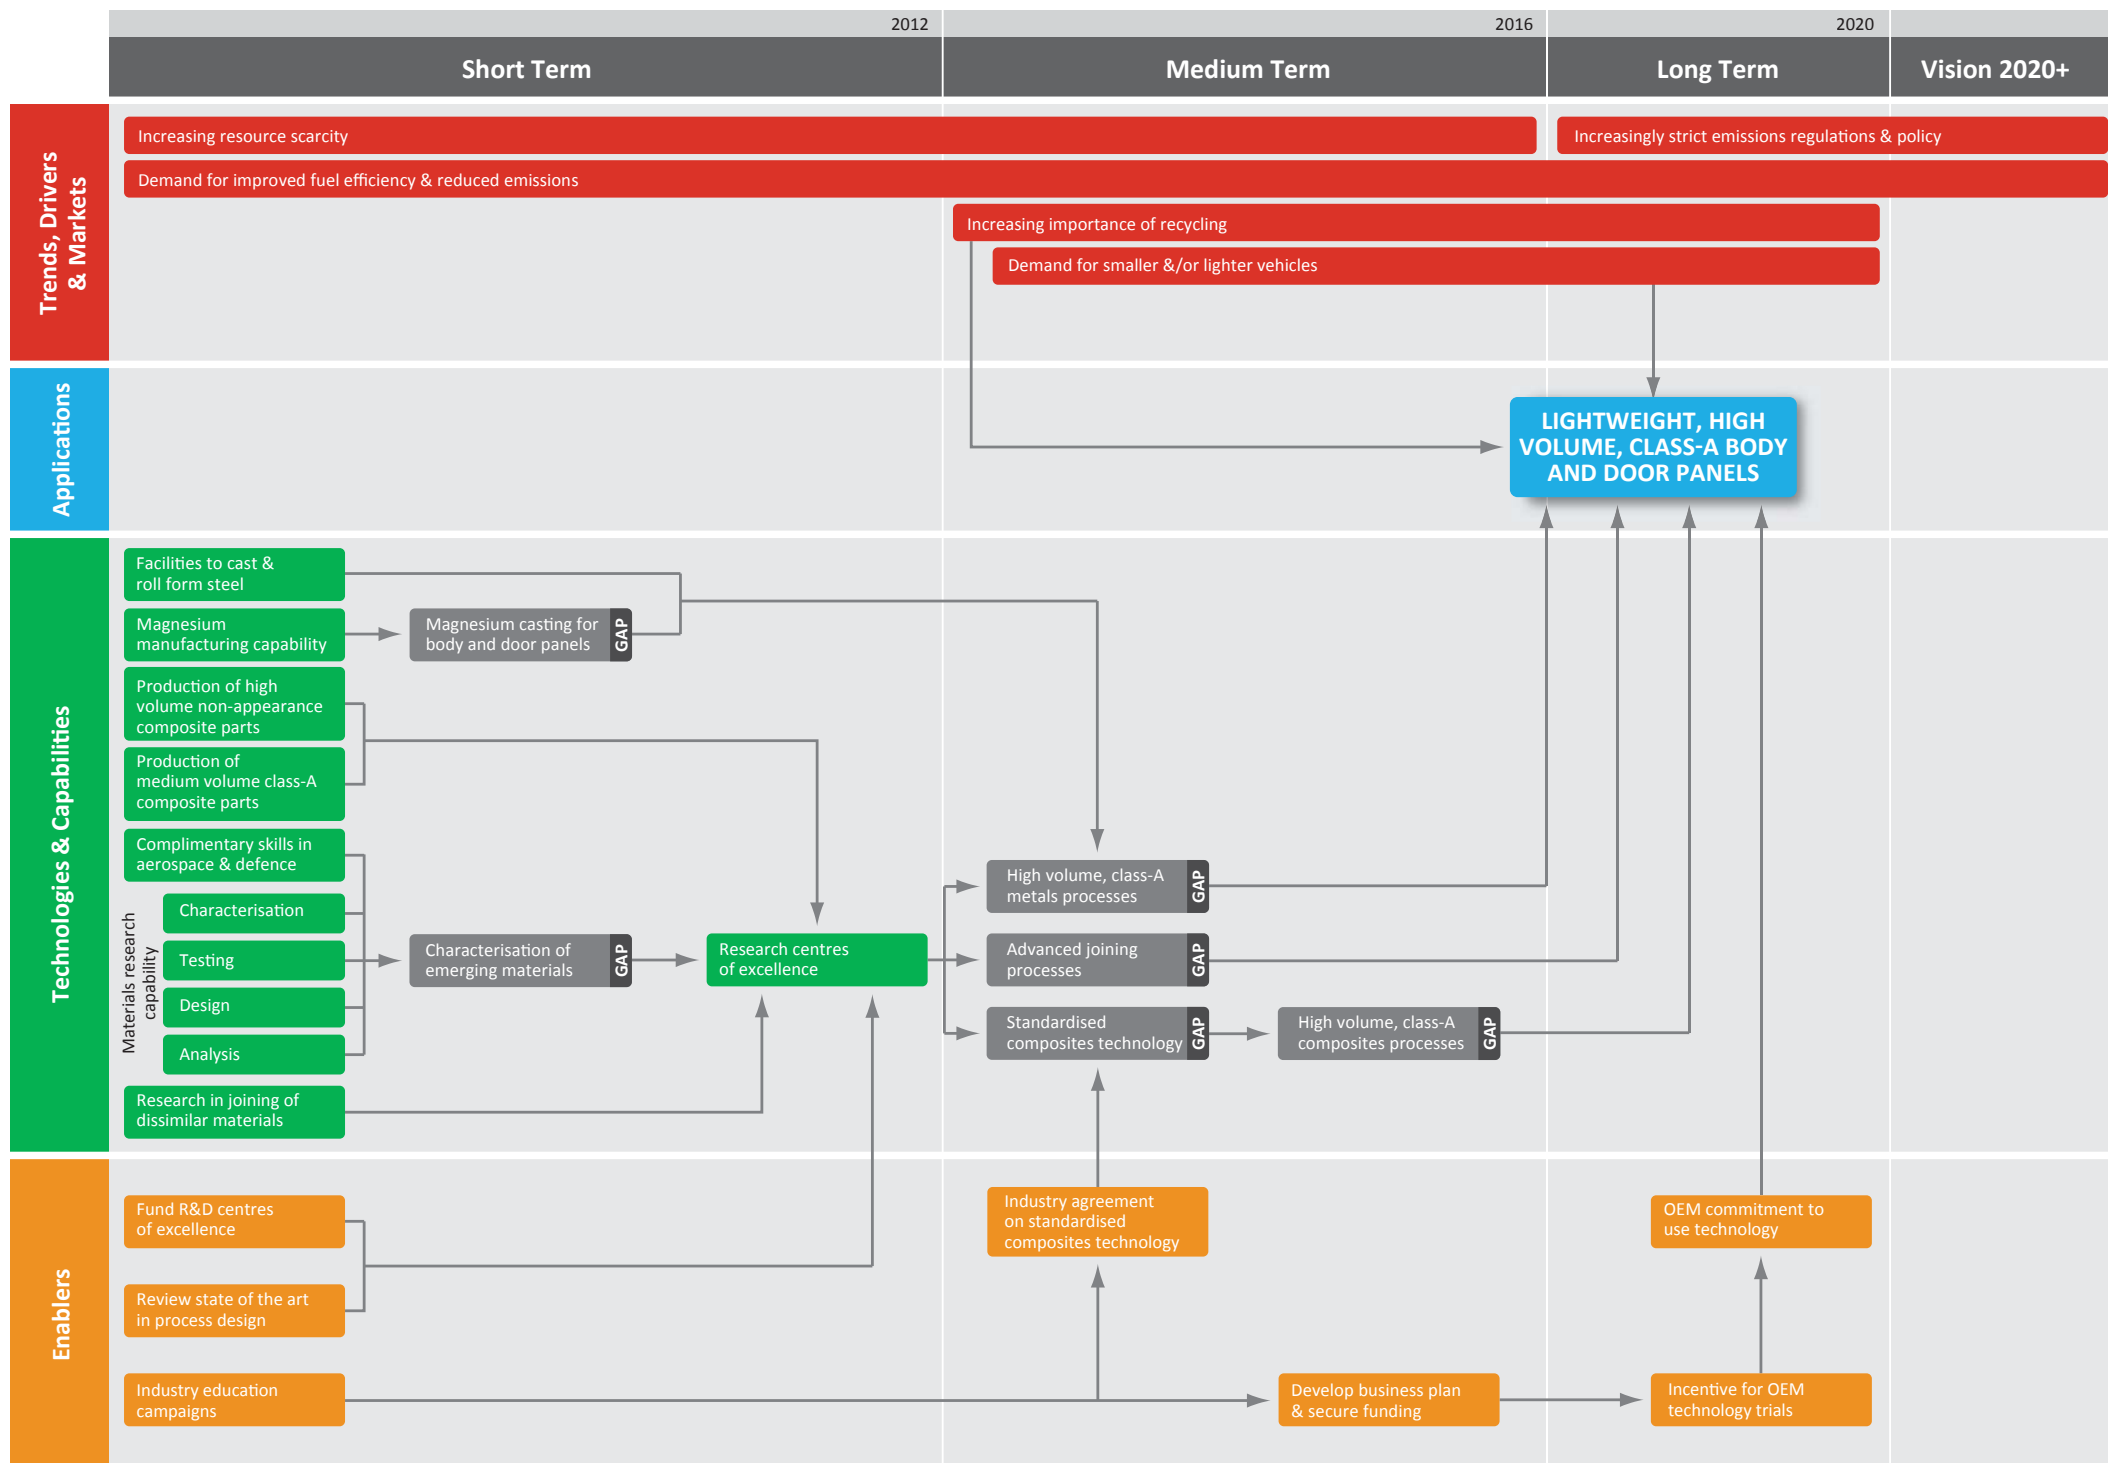 2012
2016
2020
Short Term
Medium Term
Long Term
Vision 2020+
Trends, Drivers
& Markets
Increasing resource scarcity
Increasingly strict emissions regulations & policy
Demand for improved fuel efficiency & reduced emissions
Increasing importance of recycling
Demand for smaller &/or lighter vehicles
Applications
LIGHTWEIGHT, HIGH
VOLUME, CLASS-A BODY
AND DOOR PANELS
Technologies & Capabilities
Facilities to cast &
roll form steel
Magnesium
manufacturing capability
Magnesium casting for
body and door panels
GAP
Production of high
volume non-appearance
composite parts
Production of
medium volume class-A
composite parts
Complimentary skills in
aerospace & defence
Materials research
capability
Characterisation
Testing
Design
Analysis
Characterisation of
emerging materials
GAP
Research centres
of excellence
High volume, class-A
metals processes
GAP
Advanced joining
processes
GAP
Standardised
composites technology
GAP
High volume, class-A
composites processes
GAP
Research in joining of
dissimilar materials
Enablers
Fund R&D centres
of excellence
Review state of the art
in process design
Industry education
campaigns
Industry agreement
on standardised
composites technology
Develop business plan
& secure funding
OEM commitment to
use technology
Incentive for OEM
technology trials